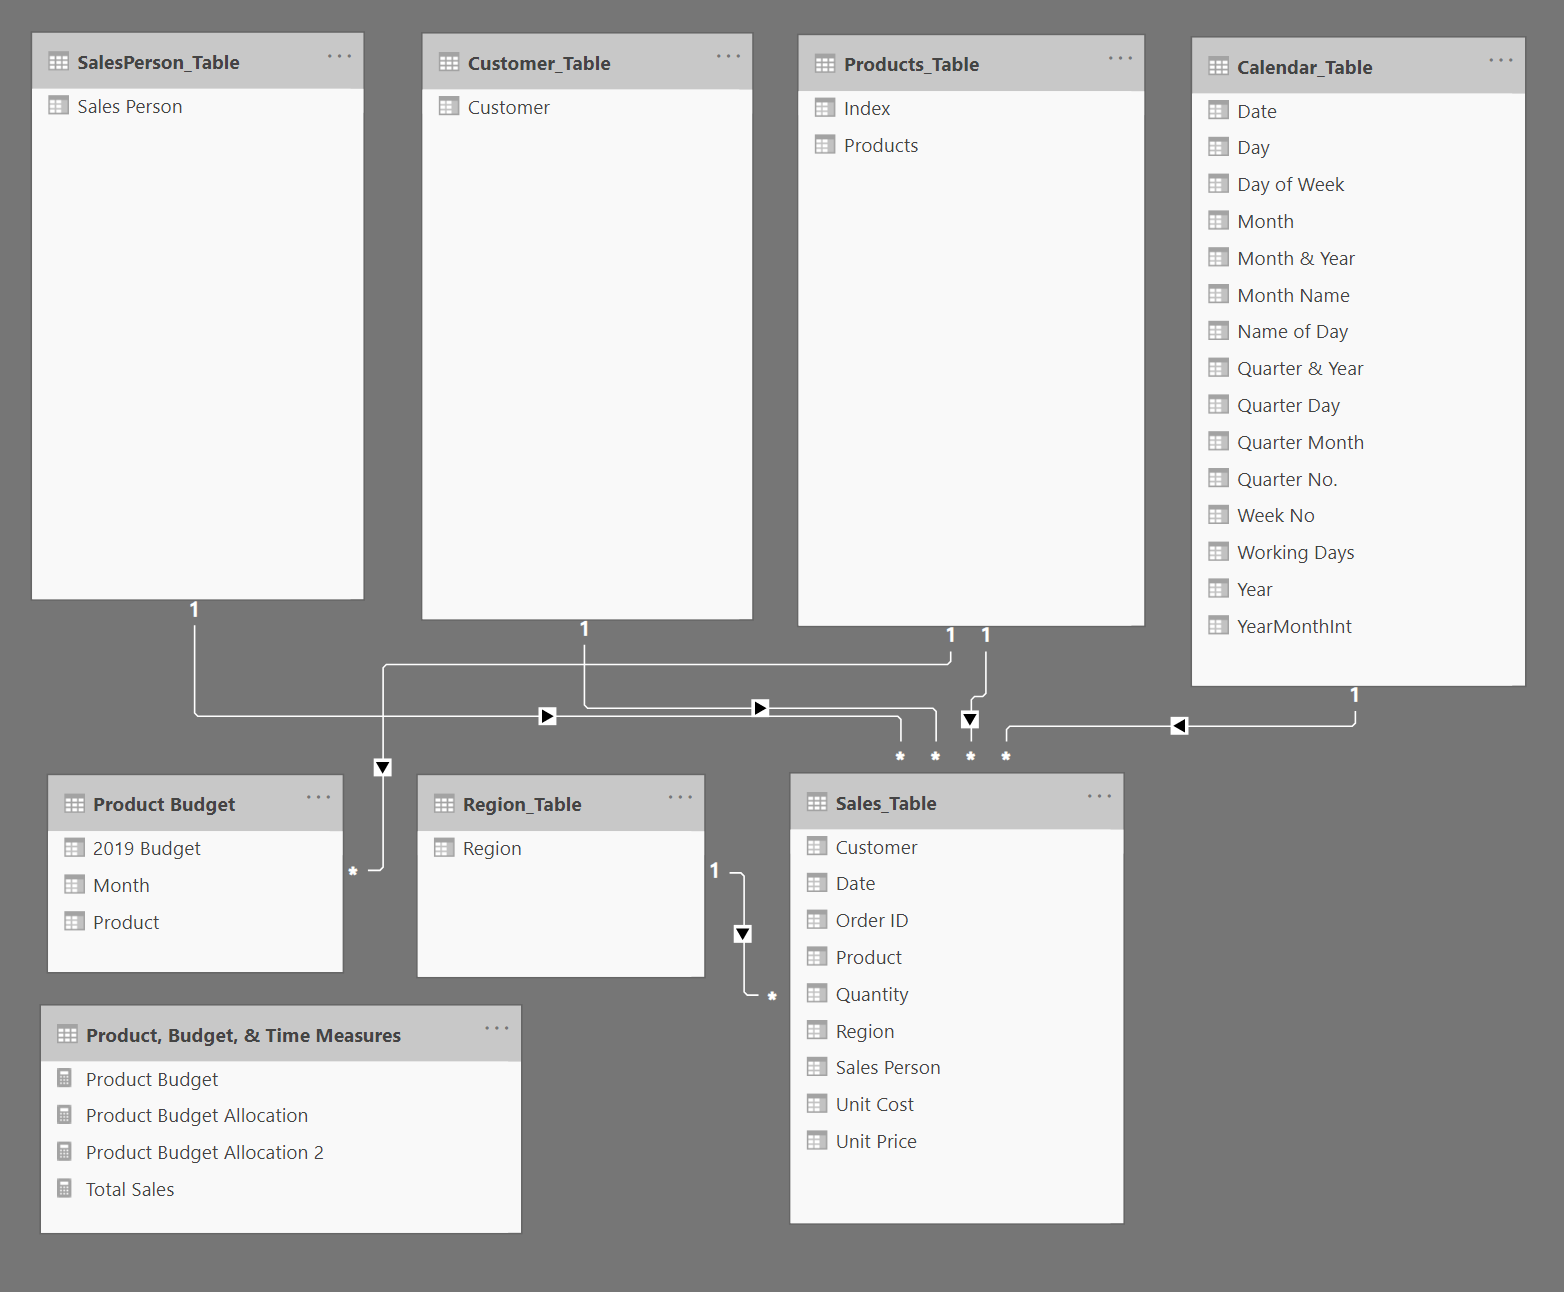 SalesPerson_Table
Sales Person
Customer_Table
Customer
Products_Table
Index
Products
Calendar_Table
Date
Day
Day of Week
Month
Month & Year
Month Name
Name of Day
Quarter & Year
Quarter Day
Quarter Month
Quarter No.
Week No
Working Days
Year
YearMonthInt
1
1
1 1
1
* * * *
Product Budget
2019 Budget
Month
Product
*
Region_Table
Region
1
*
Sales_Table
Customer
Date
Order ID
Product
Quantity
Region
Sales Person
Unit Cost
Unit Price
Product, Budget, & Time Measures
Product Budget
Product Budget Allocation
Product Budget Allocation 2
Total Sales